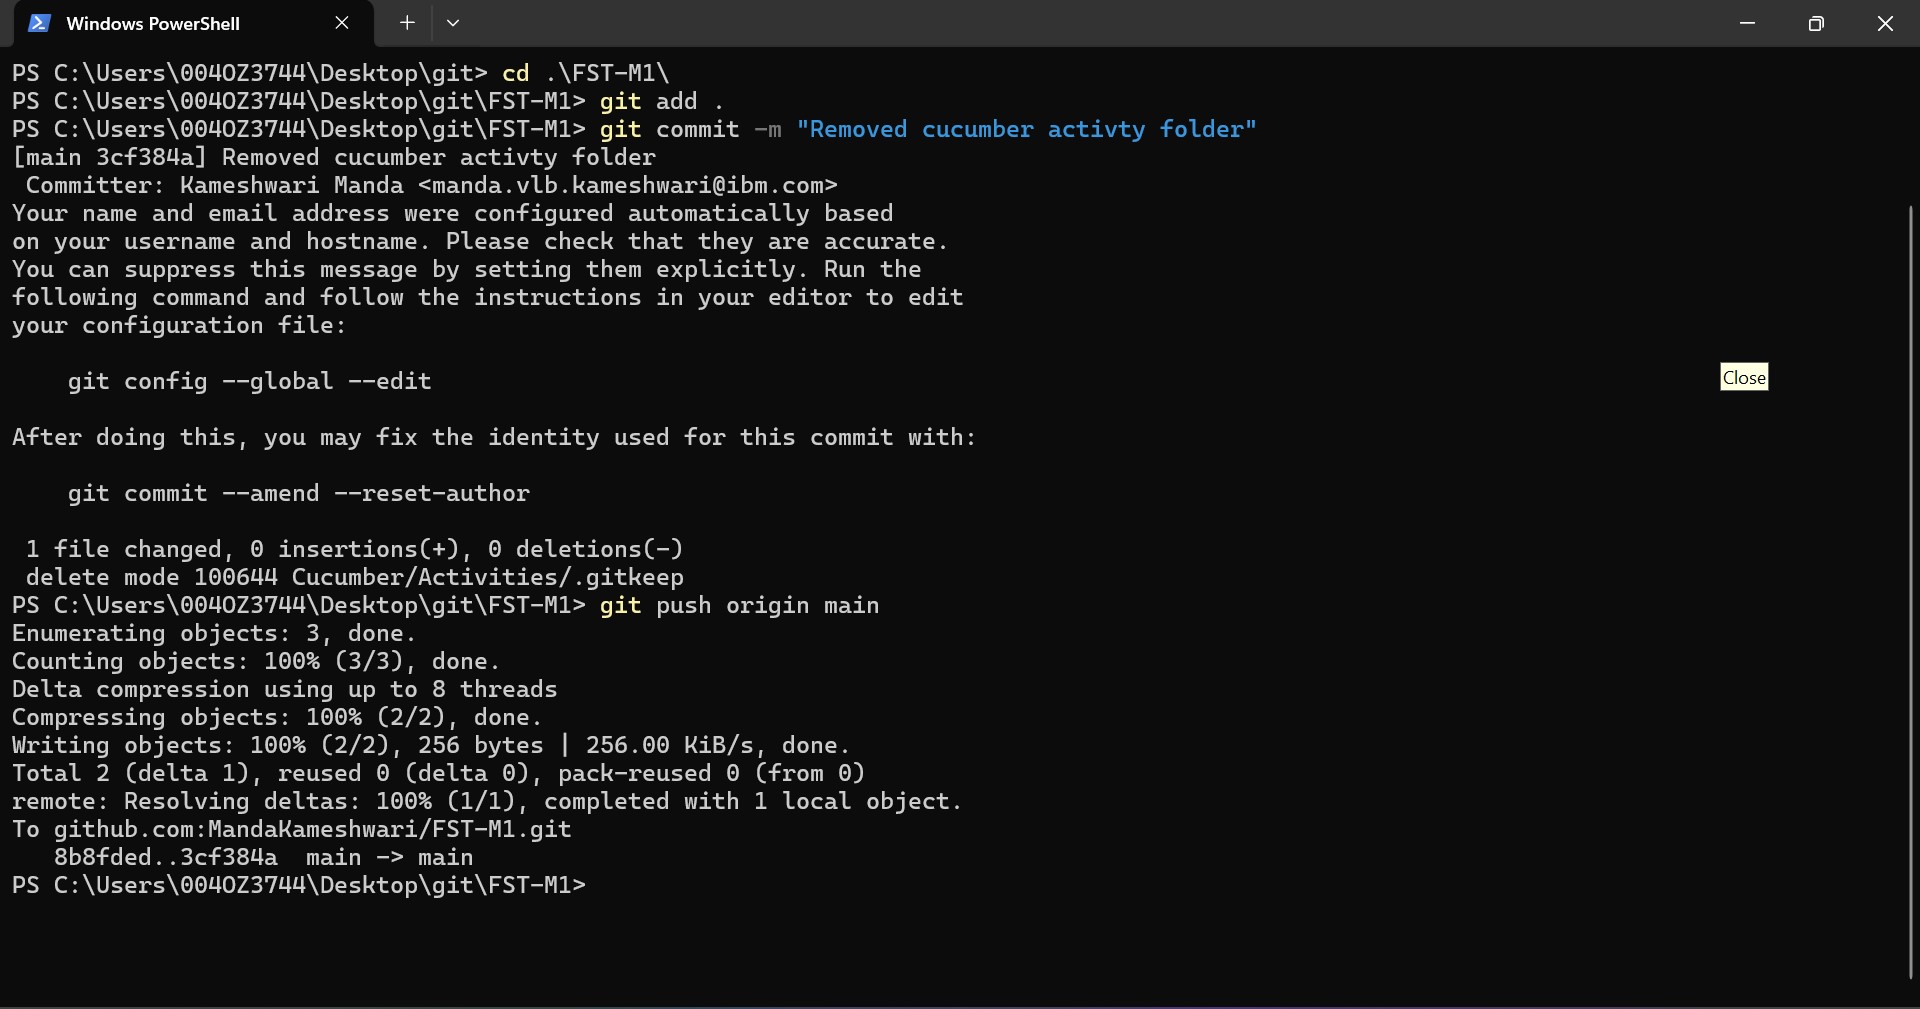 Windows PowerShell
PS C:\Users\004OZ3744\Desktop\git> cd .\FST-M1\
PS C:\Users\004OZ3744\Desktop\git\FST-M1> git add .
PS C:\Users\004OZ3744\Desktop\git\FST-M1> git commit -m "Removed cucumber activty folder"
[main 3cf384a] Removed cucumber activty folder
 Committer: Kameshwari Manda <manda.vlb.kameshwari@ibm.com>
Your name and email address were configured automatically based
on your username and hostname. Please check that they are accurate.
You can suppress this message by setting them explicitly. Run the
following command and follow the instructions in your editor to edit
your configuration file:
    git config --global --edit
Close
After doing this, you may fix the identity used for this commit with:
    git commit --amend --reset-author
 1 file changed, 0 insertions(+), 0 deletions(-)
 delete mode 100644 Cucumber/Activities/.gitkeep
PS C:\Users\004OZ3744\Desktop\git\FST-M1> git push origin main
Enumerating objects: 3, done.
Counting objects: 100% (3/3), done.
Delta compression using up to 8 threads
Compressing objects: 100% (2/2), done.
Writing objects: 100% (2/2), 256 bytes | 256.00 KiB/s, done.
Total 2 (delta 1), reused 0 (delta 0), pack-reused 0 (from 0)
remote: Resolving deltas: 100% (1/1), completed with 1 local object.
To github.com:MandaKameshwari/FST-M1.git
   8b8fded..3cf384a  main -> main
PS C:\Users\004OZ3744\Desktop\git\FST-M1>